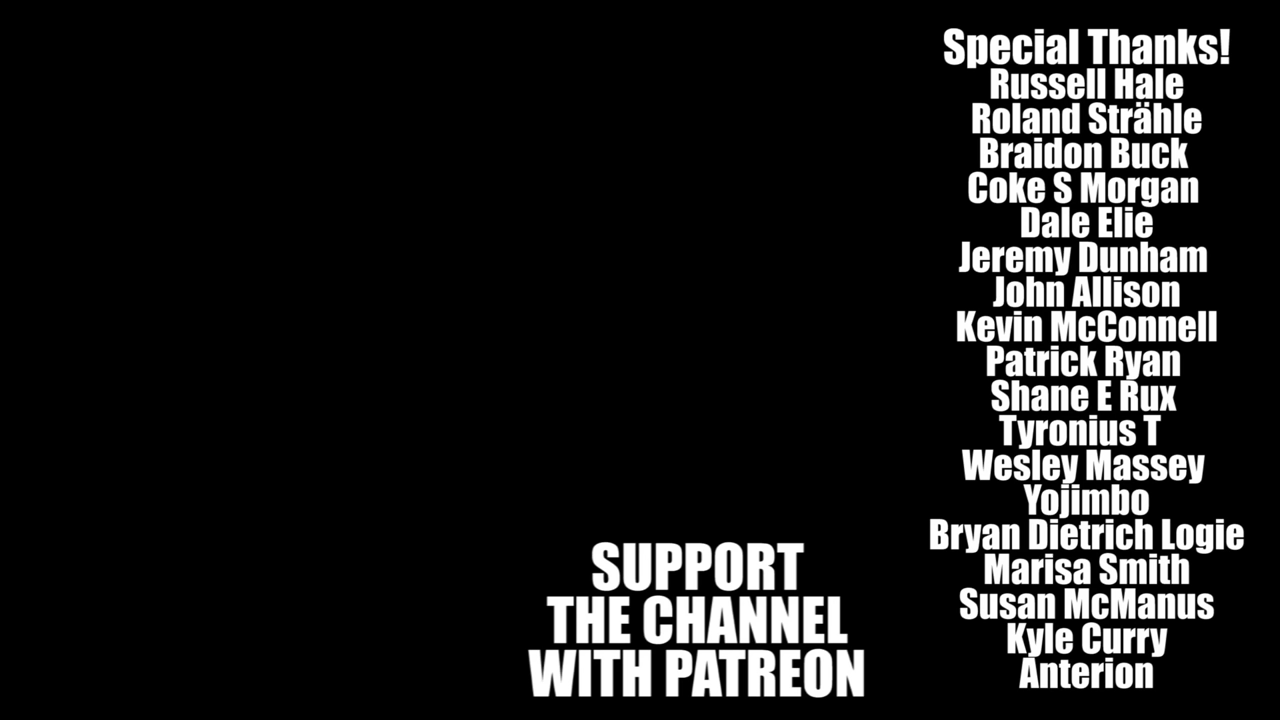 Special Thanks!
Russell Hale
Roland Strähle
Braidon Buck
Coke S Morgan
Dale Elie
Jeremy Dunham
John Allison
Kevin McConnell
Patrick Ryan
Shane E Rux
Tyronius T
Wesley Massey
Yojimbo
Bryan Dietrich Logie
Marisa Smith
Susan McManus
Kyle Curry
Anterion
SUPPORT
THE CHANNEL
WITH PATREON